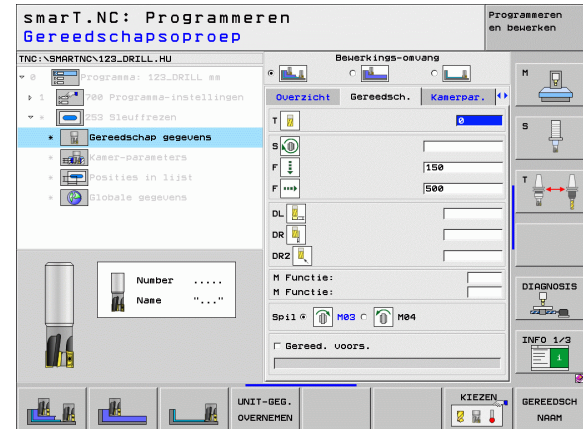 smarT.NC: Programmeren
Gereedschapsoproep
Programmeren
en bewerken
TNC:\SMARTNC\123_DRILL.HU
0 Programma: 123_DRILL mm
1 700 Programma-instellingen
* 253 Sleuffrezen
* Gereedschap gegevens
* Kamer-parameters
* Posities in lijst
* Globale gegevens
Number .....
Name "..."
Bewerkings-omvang
Overzicht Gereedsch. Kamerpar.
T 0
S
F 150
F 500
DL
DR
DR2
M Functie:
M Functie:
Spil M03 M04
Gereed. voors.
M
S
T
DIAGNOSIS
INFO 1/3
UNIT-GEG.
OVERNEMEN
KIEZEN
GEREEDSCH
NAAM